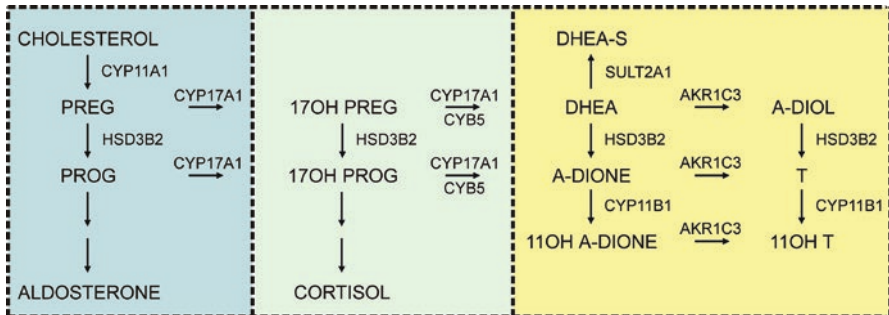 CHOLESTEROL
CYP11A1
PREG
CYP17A1
HSD3B2
PROG
CYP17A1
ALDOSTERONE
17OH PREG
CYP17A1
CYB5
HSD3B2
17OH PROG
CYP17A1
CYB5
CORTISOL
DHEA-S
SULT2A1
DHEA
AKR1C3
A-DIOL
HSD3B2
HSD3B2
A-DIONE
AKR1C3
T
CYP11B1
CYP11B1
11OH A-DIONE
AKR1C3
11OH T